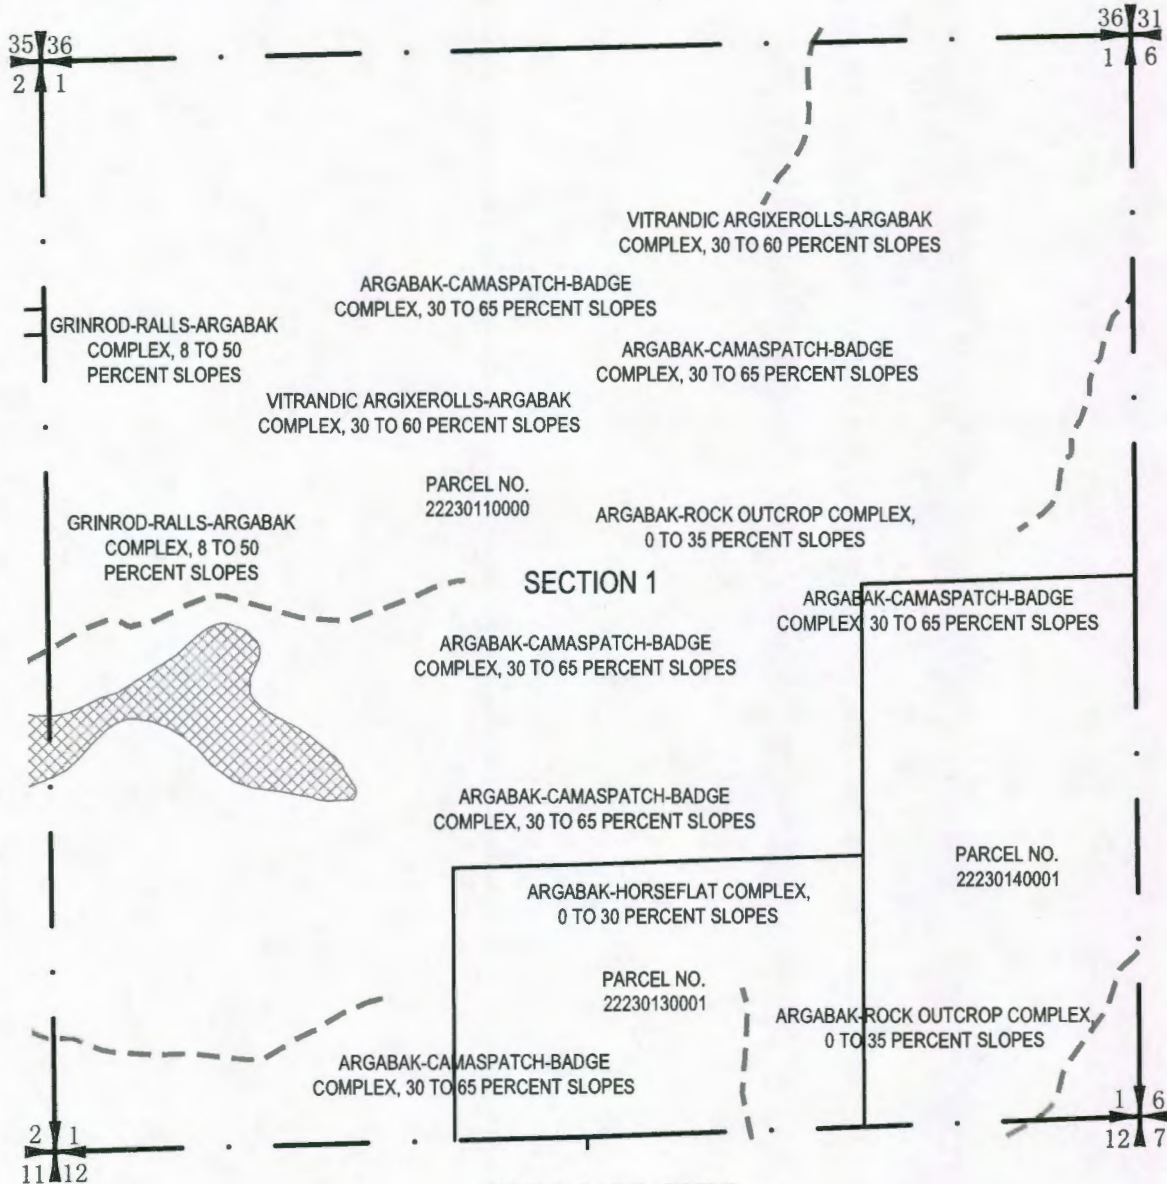 35 36
2 1
36 31
1 6
VITRANDIC ARGIXEROLLS-ARGABAK
COMPLEX, 30 TO 60 PERCENT SLOPES
ARGABAK-CAMASPATCH-BADGE
COMPLEX, 30 TO 65 PERCENT SLOPES
GRINROD-RALLS-ARGABAK
COMPLEX, 8 TO 50
PERCENT SLOPES
ARGABAK-CAMASPATCH-BADGE
COMPLEX, 30 TO 65 PERCENT SLOPES
VITRANDIC ARGIXEROLLS-ARGABAK
COMPLEX, 30 TO 60 PERCENT SLOPES
PARCEL NO.
22230110000
ARGABAK-ROCK OUTCROP COMPLEX,
0 TO 35 PERCENT SLOPES
GRINROD-RALLS-ARGABAK
COMPLEX, 8 TO 50
PERCENT SLOPES
SECTION 1
ARGABAK-CAMASPATCH-BADGE
COMPLEX, 30 TO 65 PERCENT SLOPES
ARGABAK-CAMASPATCH-BADGE
COMPLEX, 30 TO 65 PERCENT SLOPES
ARGABAK-CAMASPATCH-BADGE
COMPLEX, 30 TO 65 PERCENT SLOPES
PARCEL NO.
22230140001
ARGABAK-HORSEFLAT COMPLEX,
0 TO 30 PERCENT SLOPES
PARCEL NO.
22230130001
ARGABAK-ROCK OUTCROP COMPLEX,
0 TO 35 PERCENT SLOPES
ARGABAK-CAMASPATCH-BADGE
COMPLEX, 30 TO 65 PERCENT SLOPES
2 1
11 12
1 6
12 7